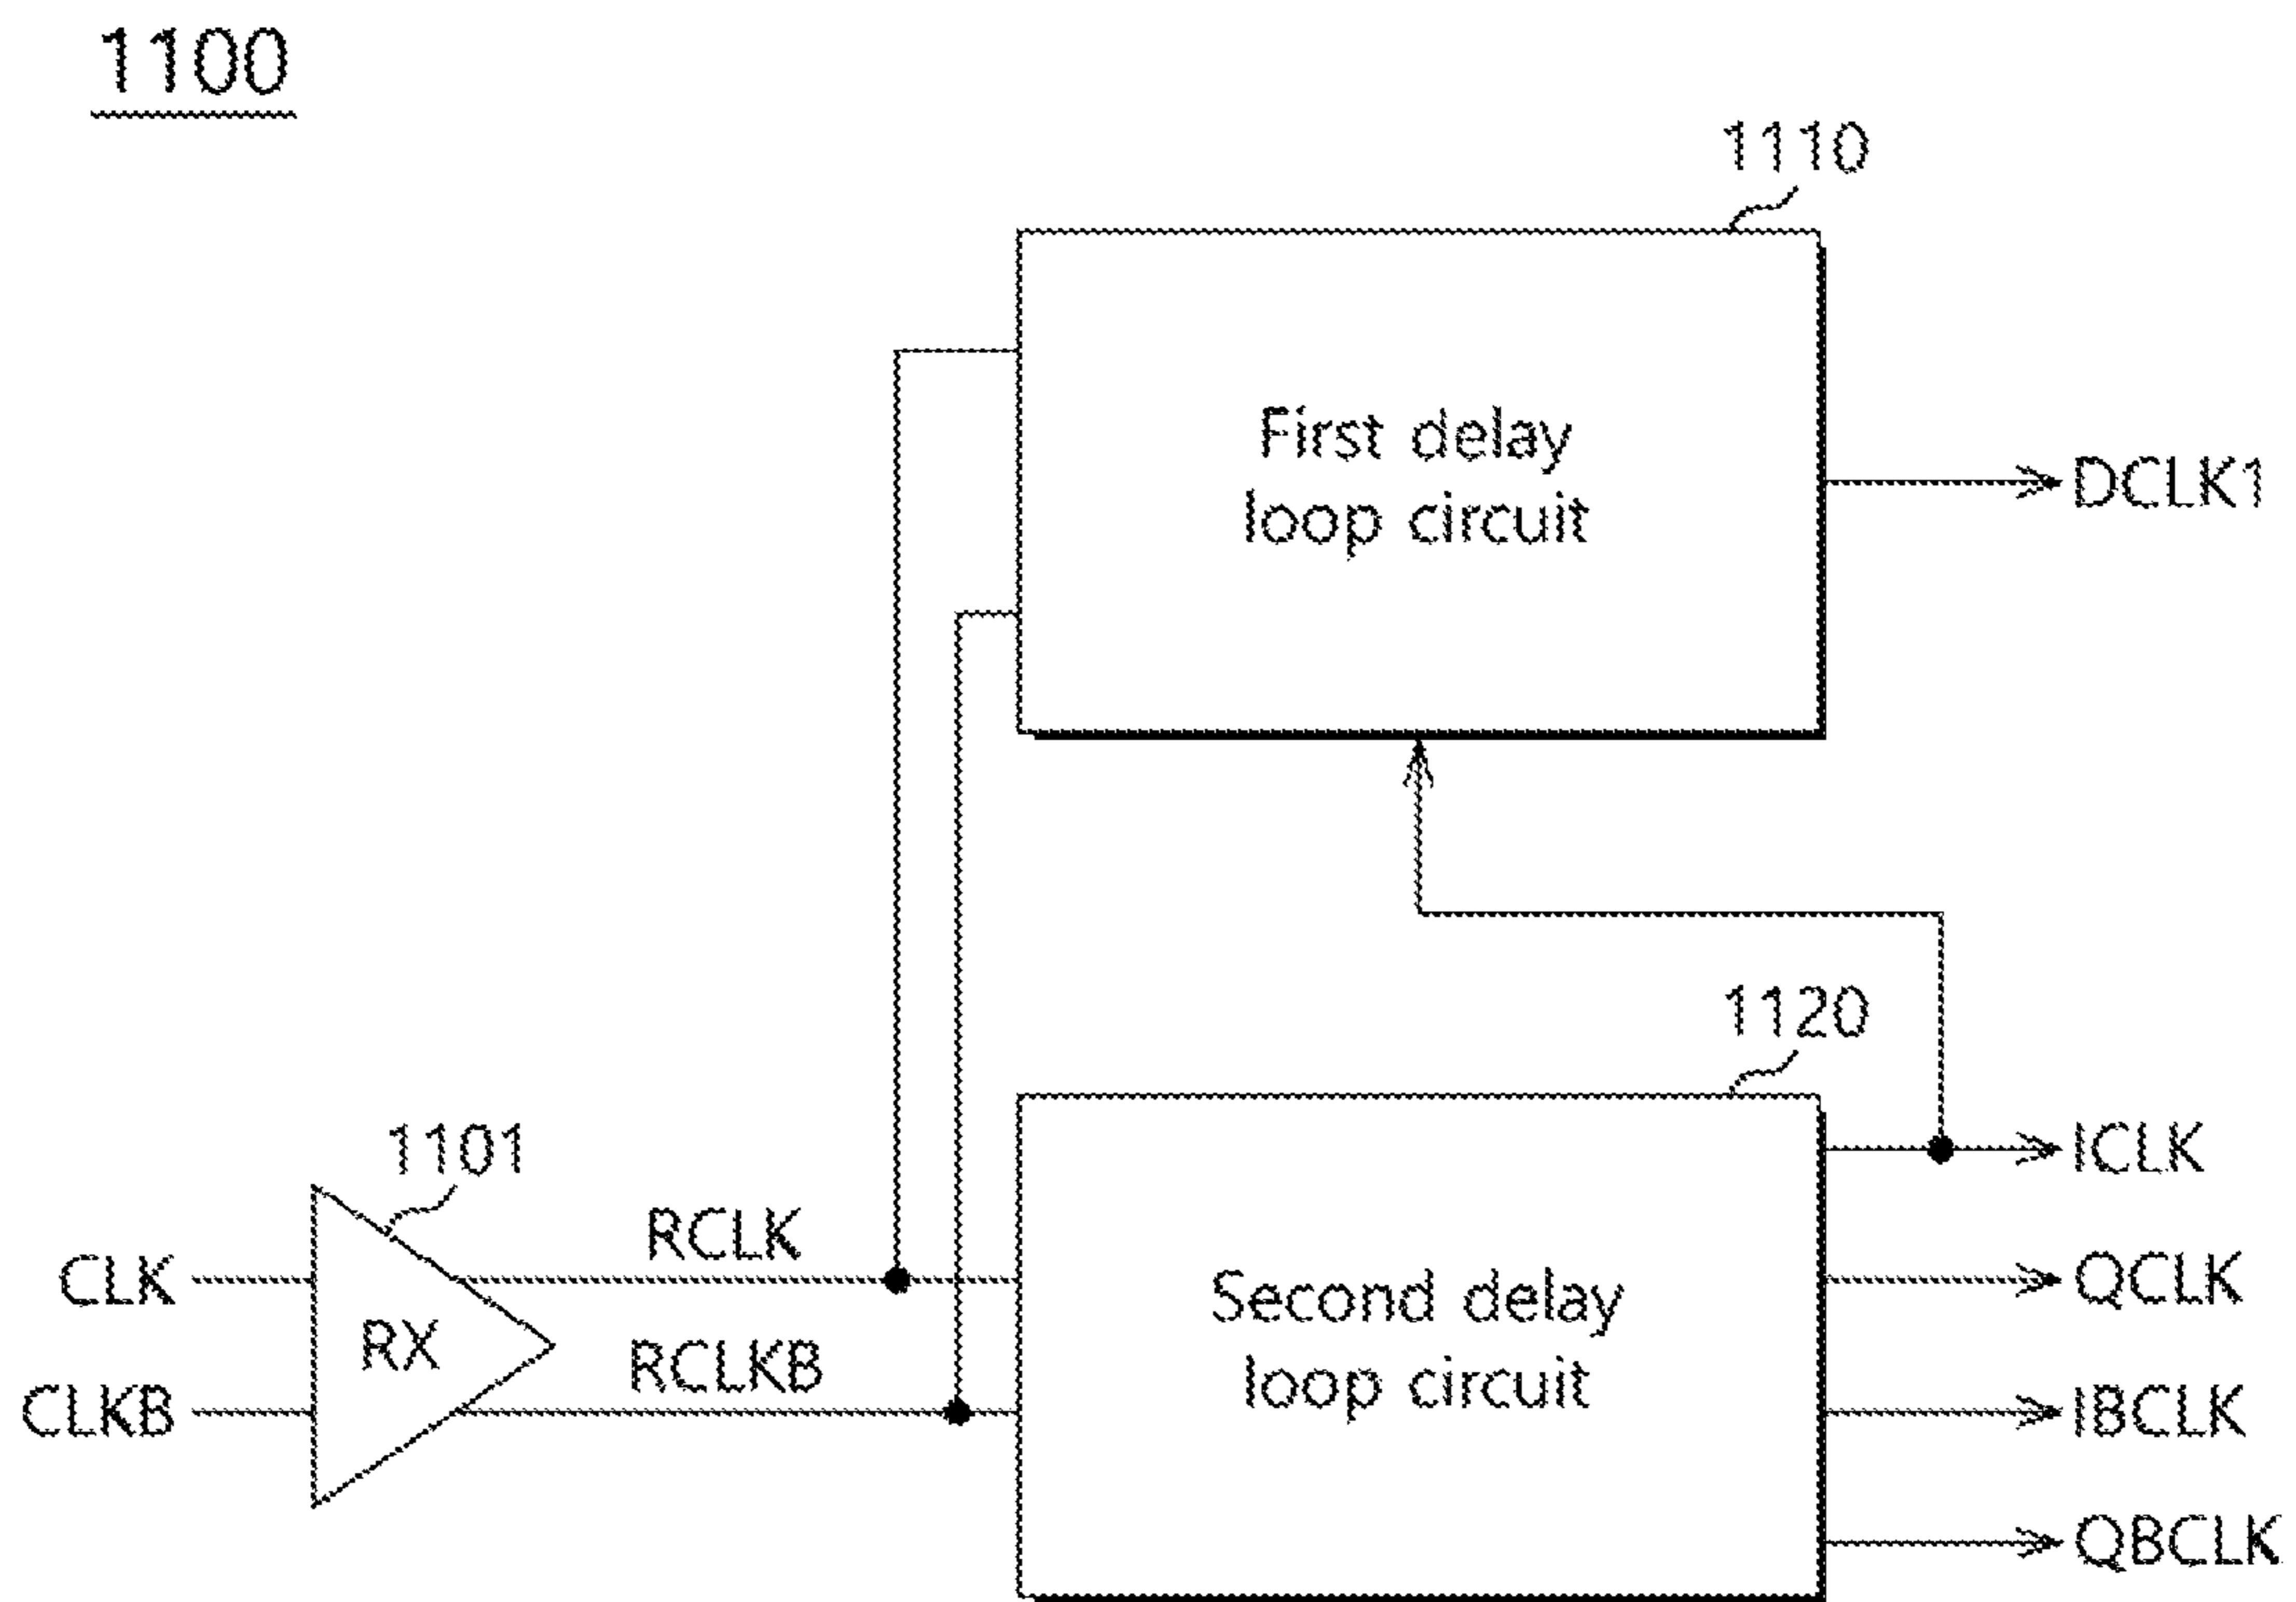 1100
1110
First delay
loop circuit
DCLK1
1120
1101
ICLK
RCLK
CLK
QCLK
Second delay
RX
RCLKB
loop circuit
CLKB
IBCLK
QBCLK